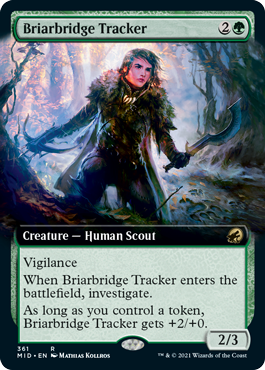 Briarbridge Tracker 2
Creature — Human Scout
Vigilance
When Briarbridge Tracker enters the
battlefield, investigate.
As long as you control a token,
Briarbridge Tracker gets +2/+0.
2/3
361 R
MID • EN Mathias Kollros ™ & © 2021 Wizards of the Coast